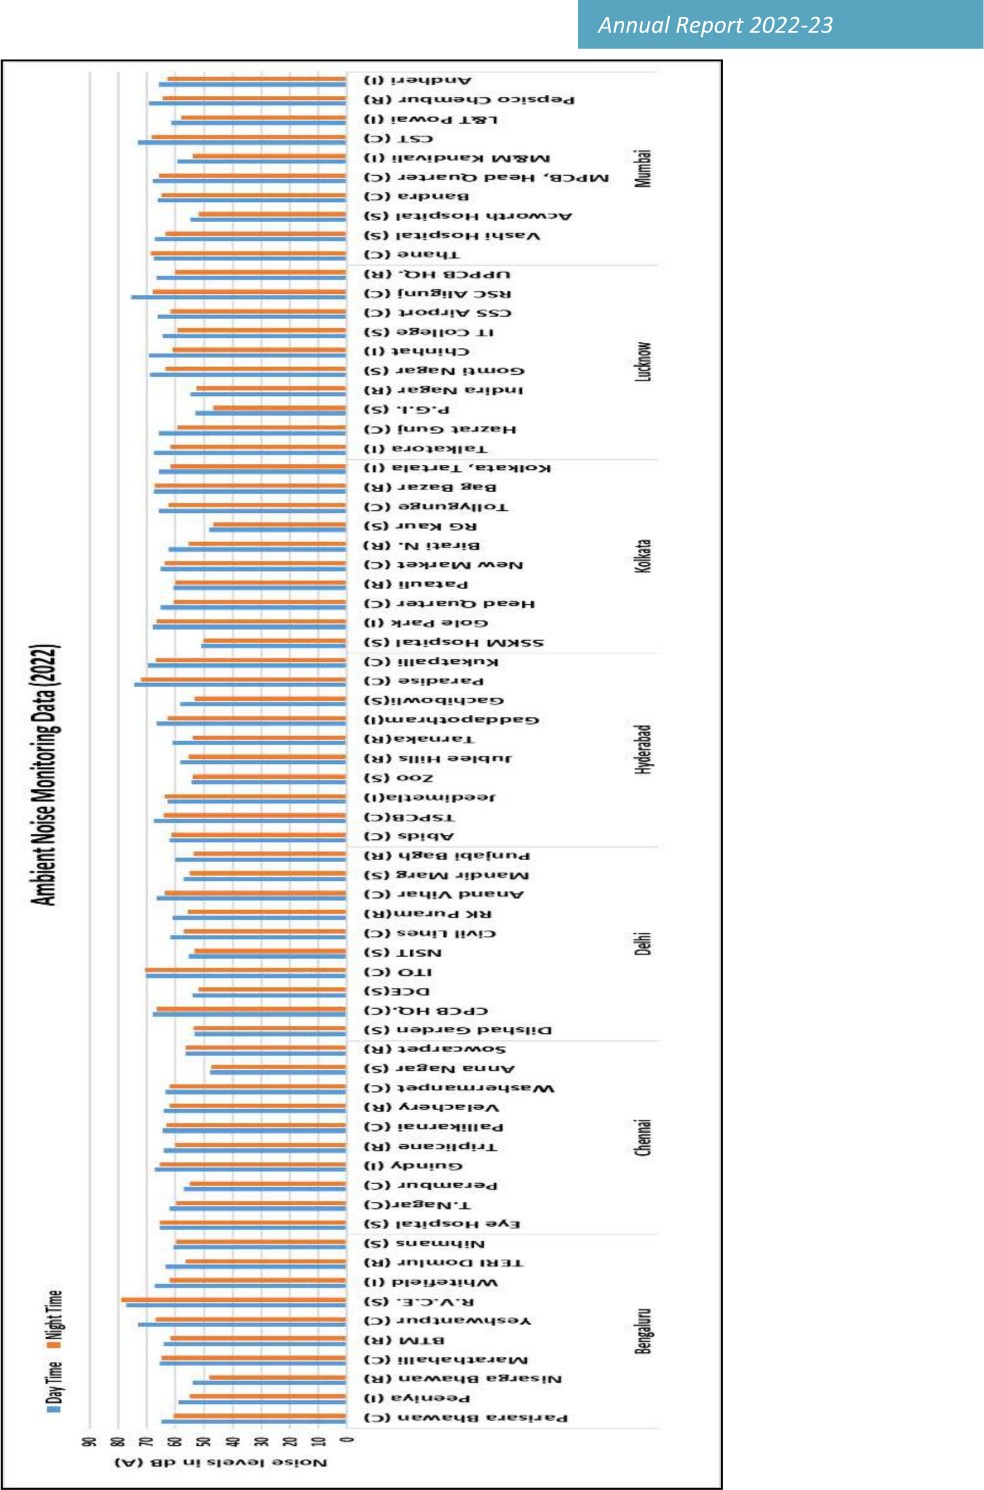 Annual Report 2022-23
Ambient Noise Monitoring Data (2022)
Day Time Night Time
Noise levels in dB (A)
90
80
70
60
50
40
30
20
10
0
Parisara Bhawan (C)
Peeniya (I)
Nisarga Bhawan (R)
Marathahalli (C)
BTM (R)
Yeshwantpur (C)
R.V.C.E. (S)
Whitefield (I)
TERI Domlur (R)
Nihmans (S)
Eye Hospital (S)
T.Nagar(C)
Perambur (C)
Guindy (I)
Triplicane (R)
Pallikarnai (C)
Velachery (R)
Washermanpet (C)
Anna Nagar (S)
Sowcarpet (R)
Dilshad Garden (S)
CPCB HQ.(C)
DCE(S)
ITO (C)
NSIT (S)
Civil Lines (C)
RK Puram(R)
Anand Vihar (C)
Mandir Marg (S)
Punjabi Bagh (R)
Abids (C)
TSPCB(C)
Jeedimetla(I)
Zoo (S)
Jublee Hills (R)
Tarnaka(R)
Gaddapothram(I)
Gachibowli(S)
Paradise (C)
Kukatpalli (C)
SSKM Hospital (S)
Gole Park (I)
Head Quarter (C)
Patauli (R)
New Market (C)
Birati N. (R)
RG Kaur (S)
Tollygunge (C)
Bag Bazar (R)
Kolkata, Tartala (I)
Talkatora (I)
Hazrat Gunj (C)
P.G.I. (S)
Indira Nagar (R)
Gomti Nagar (S)
Chinhat (I)
IT College (S)
CSS Airport (C)
RSC Aligunj (C)
UPPCB HQ. (R)
Thane (C)
Vashi Hospital (S)
Acworth Hospital (S)
Bandra (C)
MPCB, Head Quarter (C)
M&M Kandivali (I)
CST (C)
L&T Powai (I)
Pepsico Chembur (R)
Andheri (I)
Bengaluru
Chennai
Delhi
Hyderabad
Kolkata
Lucknow
Mumbai